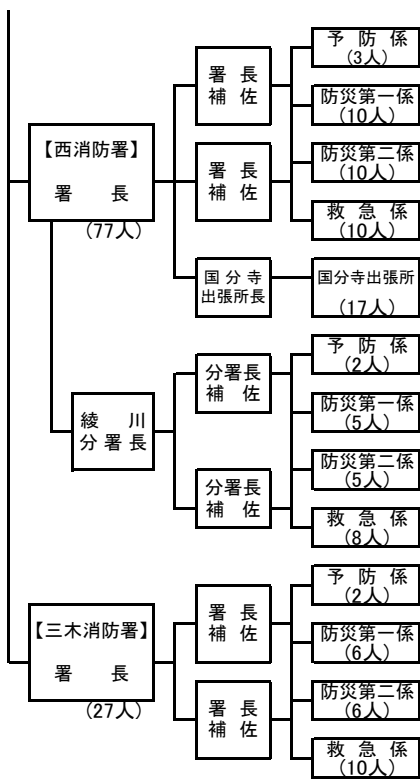 【西消防署】
署 長
(77人)
署 長
補 佐
署 長
補 佐
国 分 寺
出張所長
予 防 係
(3人)
防災第一係
(10人)
防災第二係
(10人)
救 急 係
(10人)
国分寺出張所
(17人)
綾 川
分 署 長
分署長
補 佐
分署長
補 佐
予 防 係
(2人)
防災第一係
(5人)
防災第二係
(5人)
救 急 係
(8人)
【三木消防署】
署 長
(27人)
署 長
補 佐
署 長
補 佐
予 防 係
(2人)
防災第一係
(6人)
防災第二係
(6人)
救 急 係
(10人)